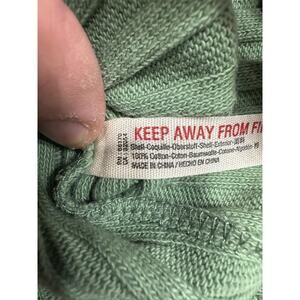 KEEP AWAY FROM FI
Shell-Coquille-Oberstoff-Shell-Exterior-
100% Cotton-Coton-Baumwolle-Cotone-Algodón-
MADE IN CHINA / HECHO EN CHINA